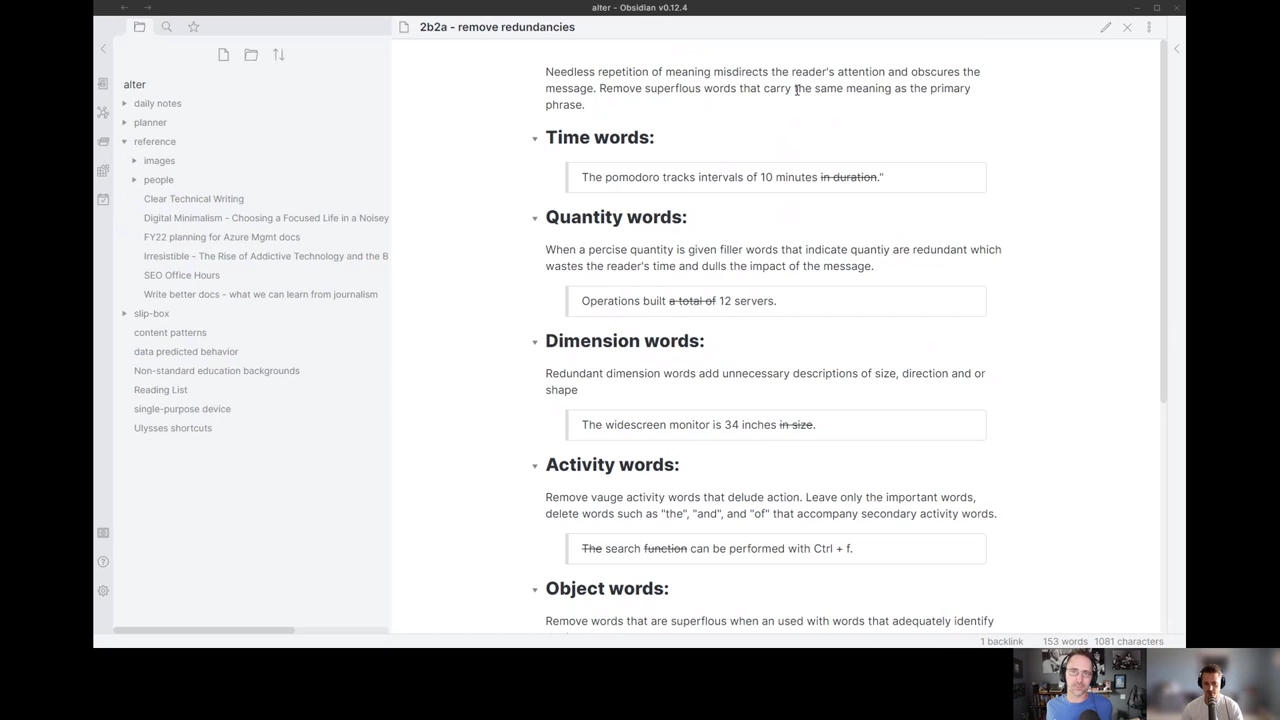 alter - Obsidian v0.12.4
2b2a - remove redundancies
alter
daily notes
planner
reference
images
people
Clear Technical Writing
Digital Minimalism - Choosing a Focused Life in a Noisey
FY22 planning for Azure Mgmt docs
Irresistible - The Rise of Addictive Technology and the B
SEO Office Hours
Write better docs - what we can learn from journalism
slip-box
content patterns
data predicted behavior
Non-standard education backgrounds
Reading List
single-purpose device
Ulysses shortcuts
Needless repetition of meaning misdirects the reader's attention and obscures the
message. Remove superflous words that carry the same meaning as the primary
phrase.
Time words:
The pomodoro tracks intervals of 10 minutes in duration."
Quantity words:
When a percise quantity is given filler words that indicate quantiy are redundant which
wastes the reader's time and dulls the impact of the message.
Operations built a total of 12 servers.
Dimension words:
Redundant dimension words add unnecessary descriptions of size, direction and or
shape
The widescreen monitor is 34 inches in size.
Activity words:
Remove vauge activity words that delude action. Leave only the important words,
delete words such as "the", "and", and "of" that accompany secondary activity words.
The search function can be performed with Ctrl + f.
Object words:
Remove words that are superflous when an used with words that adequately identify
1 backlink 153 words 1081 characters